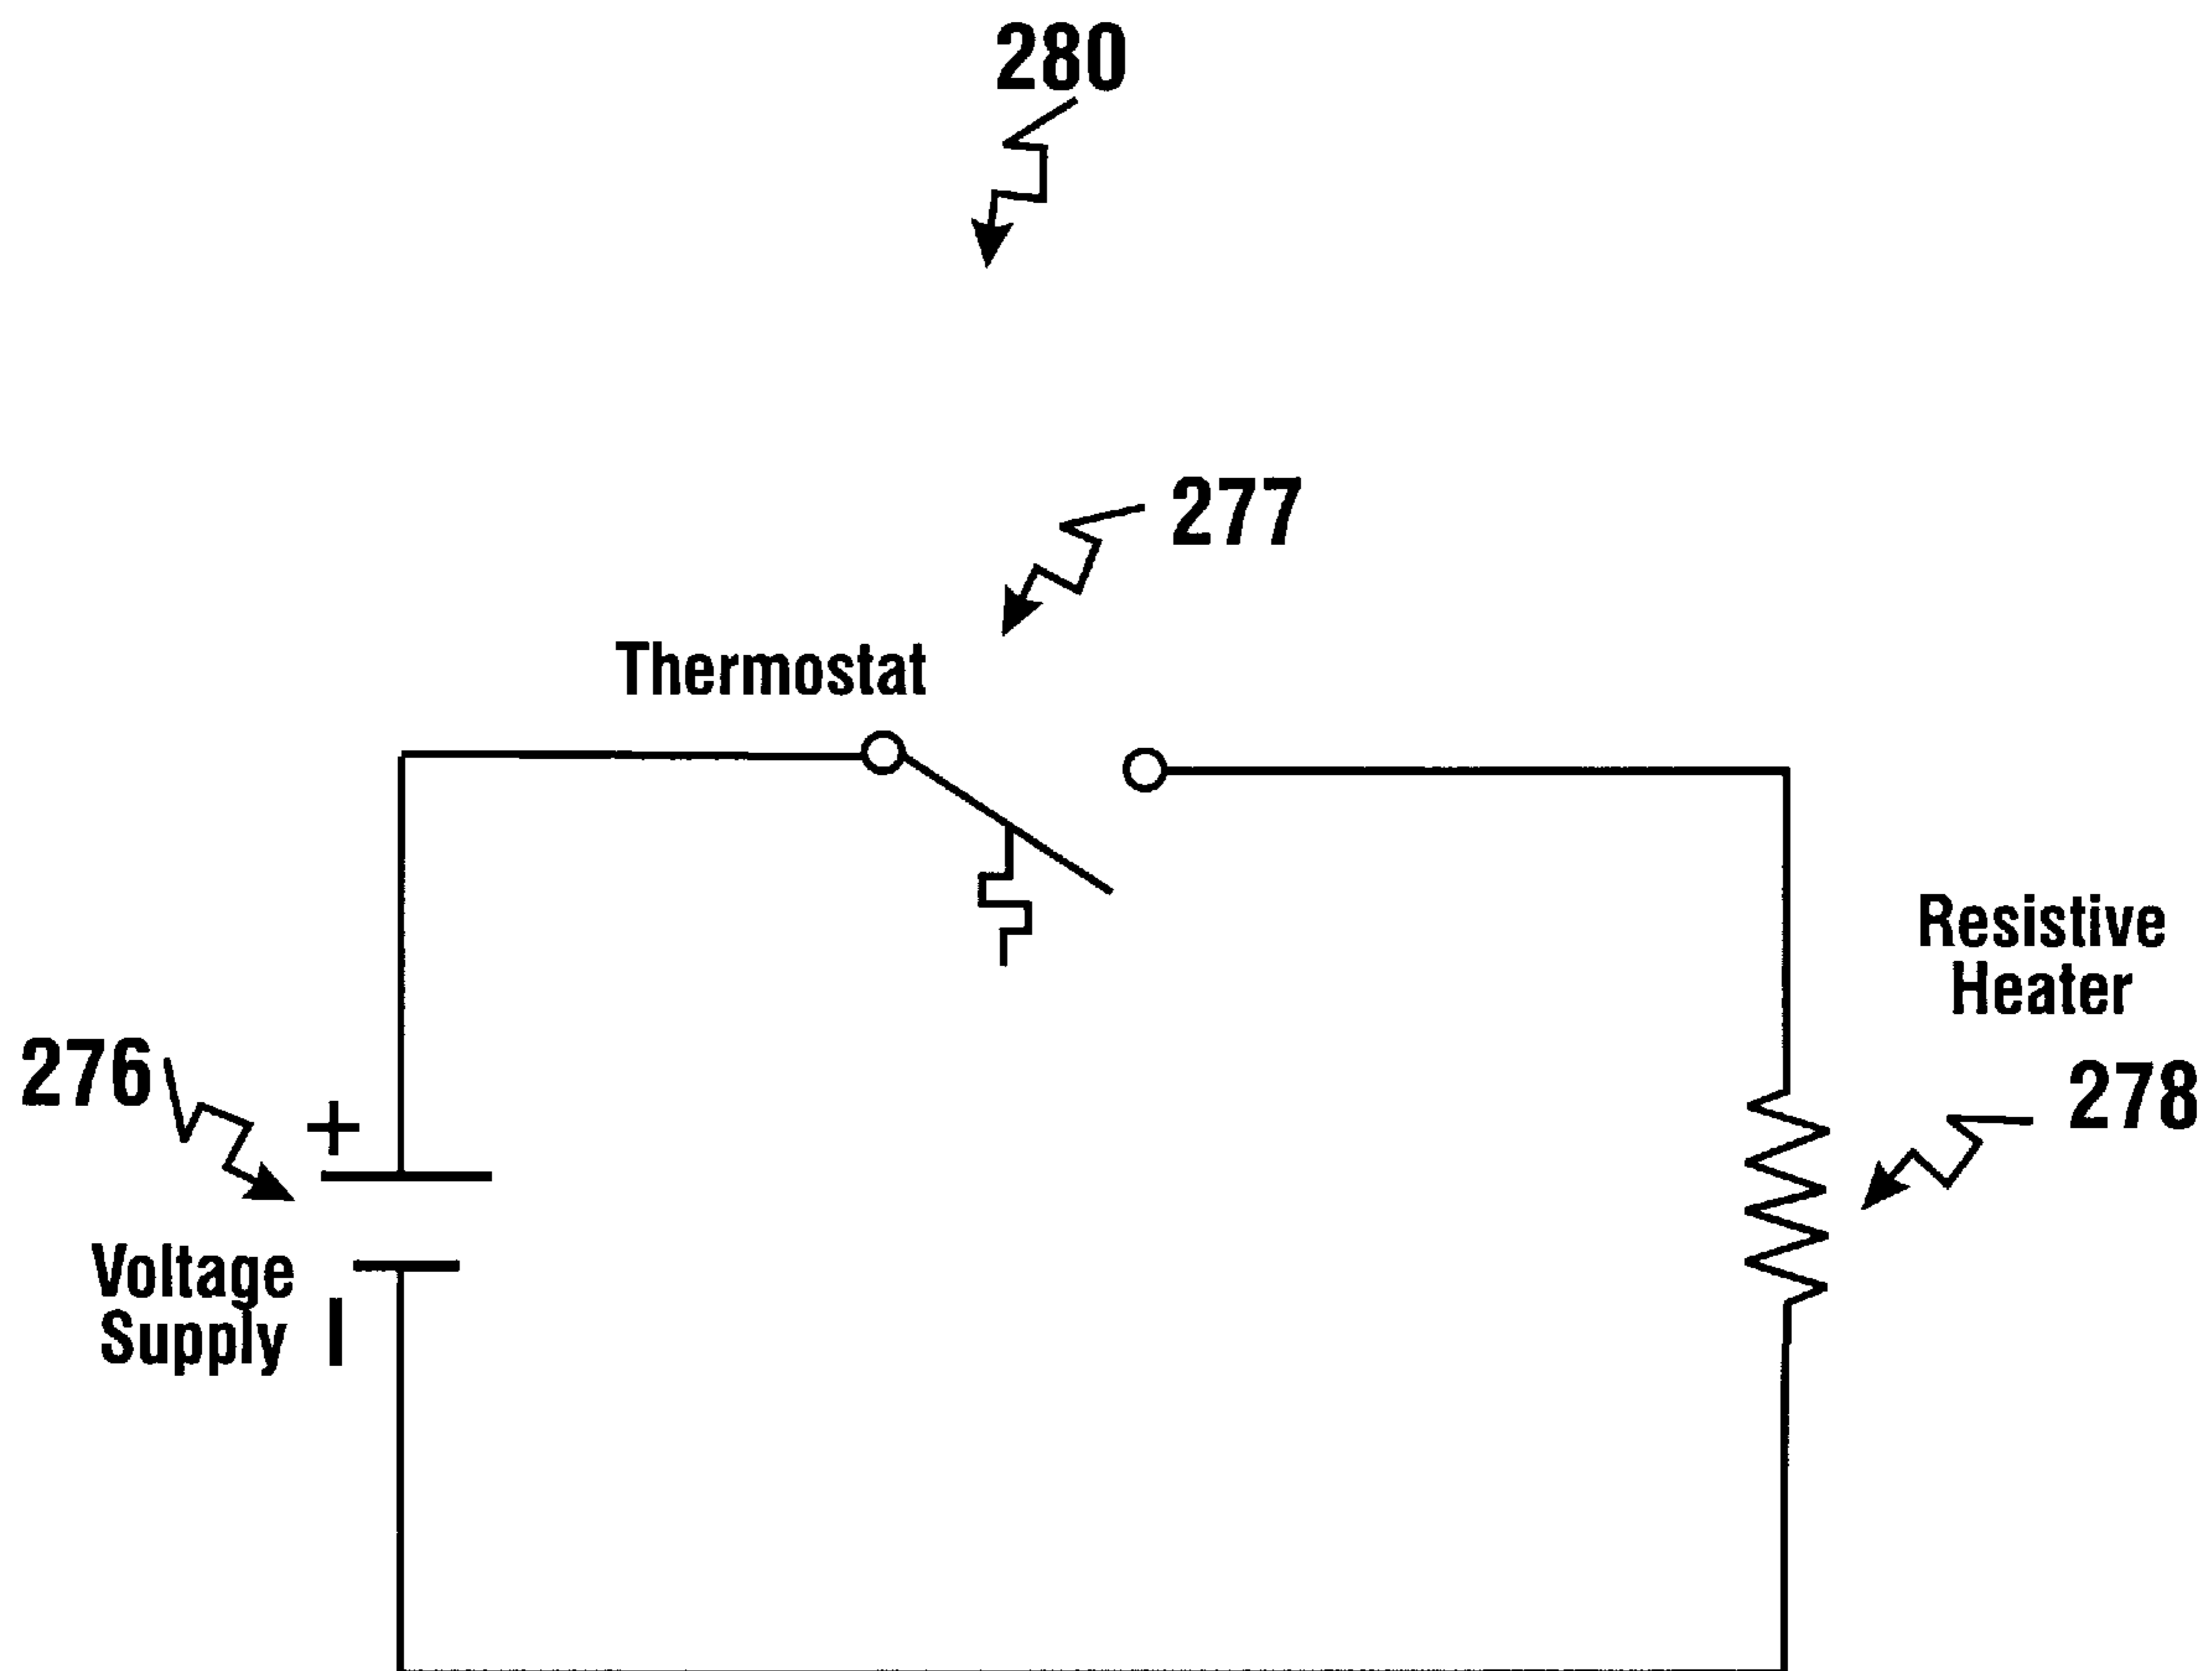 280
277
Thermostat
Resistive
Heater
276
278
+
Voltage
Supply